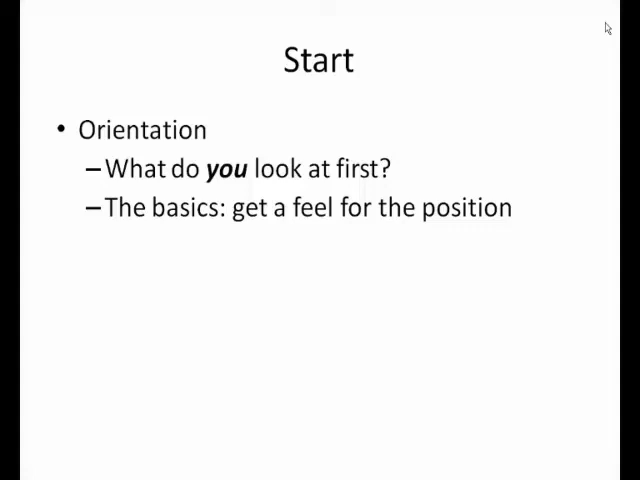 Start
• Orientation
–What do you look at first?
–The basics: get a feel for the position